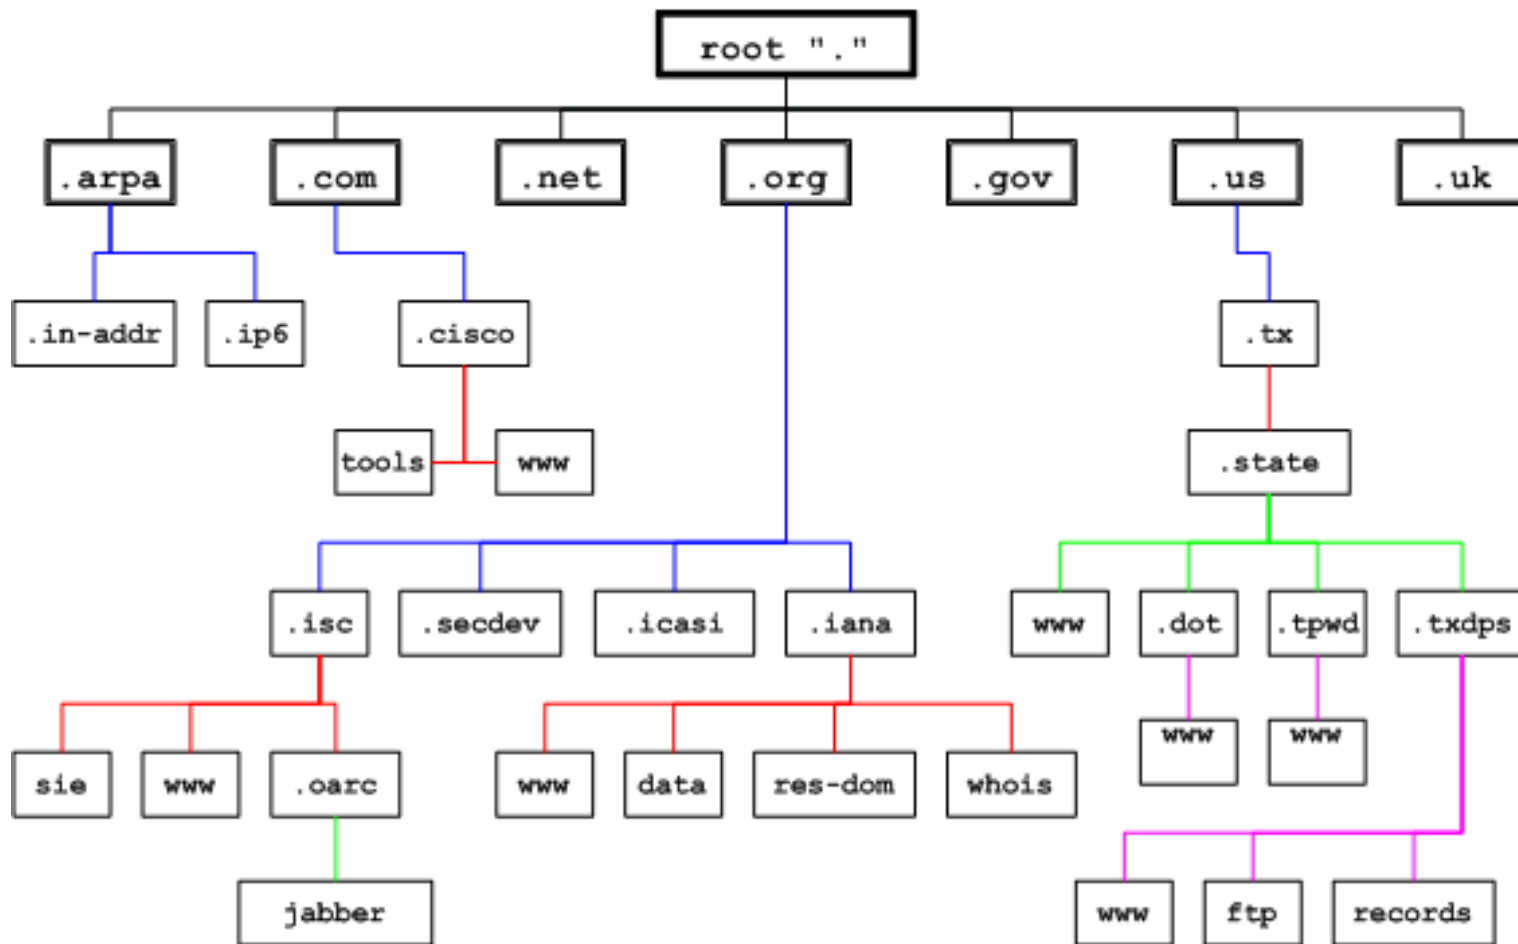 root "."
.arpa
.com
.net
.org
.gov
.us
.uk
.in-addr
.ip6
.cisco
.tx
tools
www
.state
.isc
.secdev
.icasi
.iana
www
.dot
.tpwd
.txdps
www
www
sie
www
.oarc
www
data
res-dom
whois
jabber
www
ftp
records